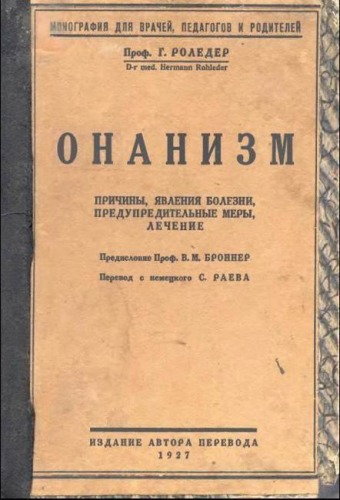 МОНОГРАФИЯ ДЛЯ ВРАЧЕЙ, ПЕДАГОГОВ И РОДИТЕЛЕЙ
Проф. Г. РОЛЕДЕР
D-r med. Hermann Rohleder
ОНАНИЗМ
ПРИЧИНЫ, ЯВЛЕНИЯ БОЛЕЗНИ,
ПРЕДУПРЕДИТЕЛЬНЫЕ МЕРЫ,
ЛЕЧЕНИЕ
Предисловие Проф. В. М. БРОННЕР
Перевод с немецкого С. РАЕВА
ИЗДАНИЕ АВТОРА ПЕРЕВОДА
1927